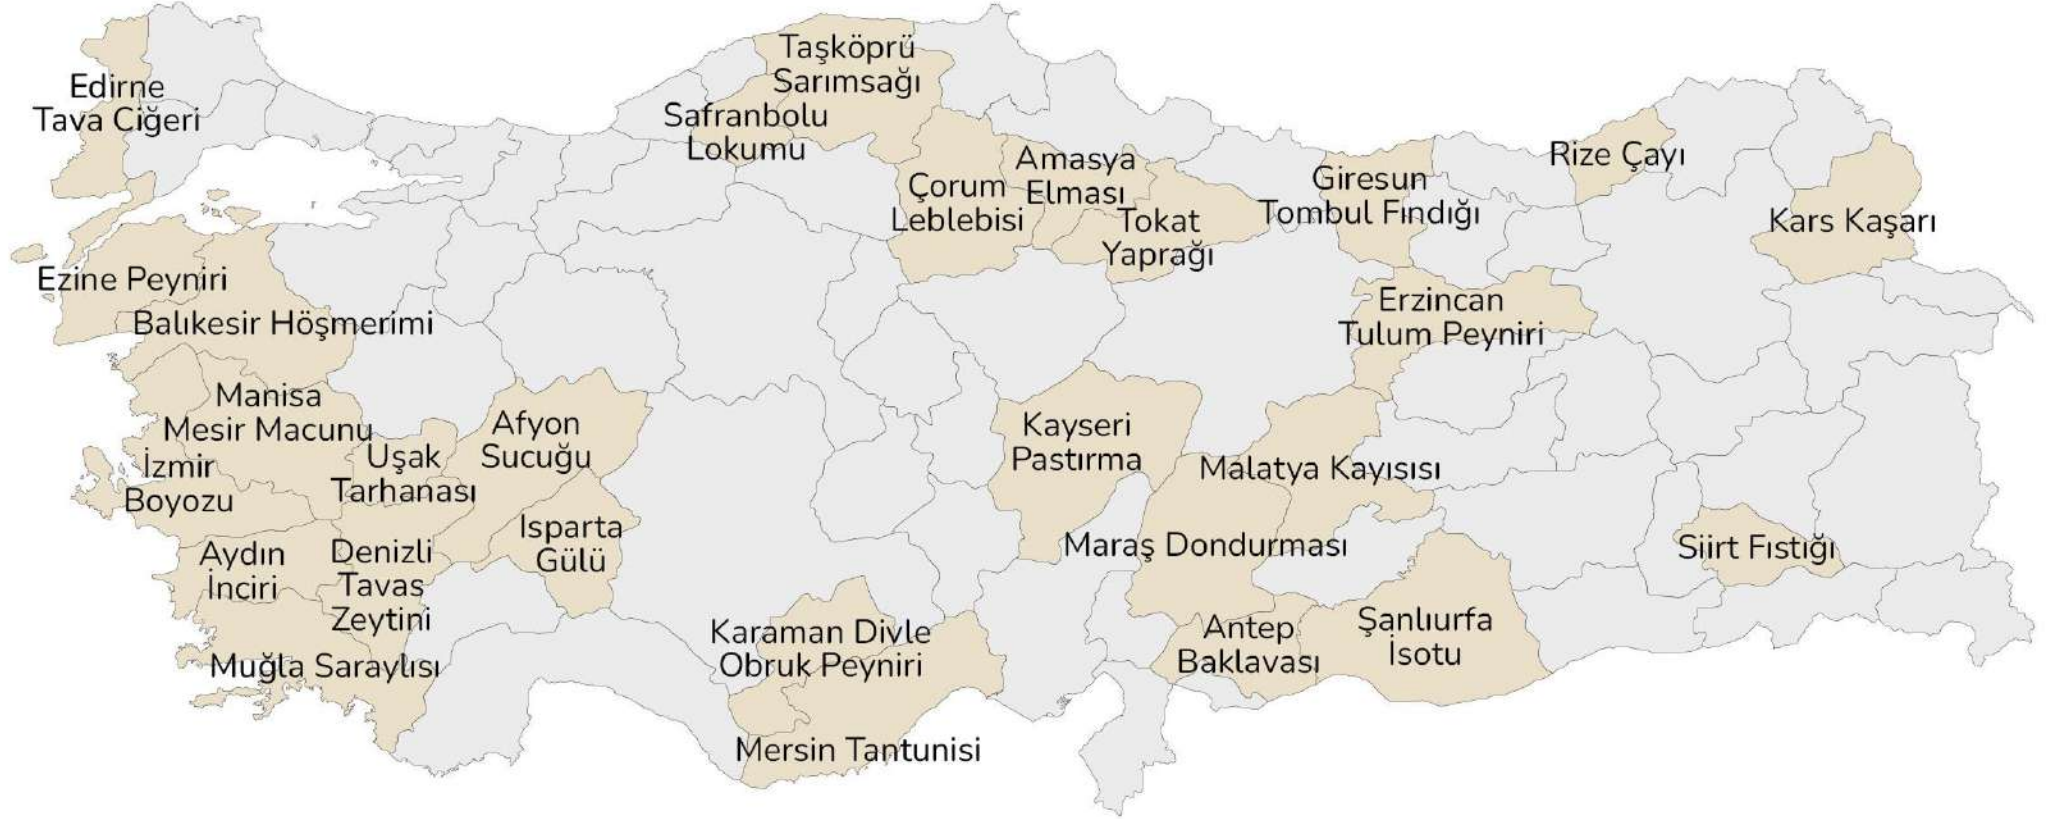 Taşköprü
Sarımsağı
Edirne
Tava Ciğeri
Safranbolu
Lokumu
Amasya
Elması
Çorum
Leblebisi
Tokat
Yaprağı
Giresun
Tombul Fındığı
Rize Çayı
Kars Kaşarı
Ezine Peyniri
Balıkesir Höşmerimi
Erzincan
Tulum Peyniri
Manisa
Mesir Macunu
Afyon
Sucuğu
Uşak
Tarhanası
İzmir
Boyozu
Kayseri
Pastırma
Malatya Kayısısı
Isparta
Gülü
Aydın
İnciri
Denizli
Tavas
Zeytini
Maraş Dondurması
Siirt Fıstığı
Muğla Saraylısı
Karaman Divle
Obruk Peyniri
Antep
Baklavası
Şanlıurfa
İsotu
Mersin Tantunisi